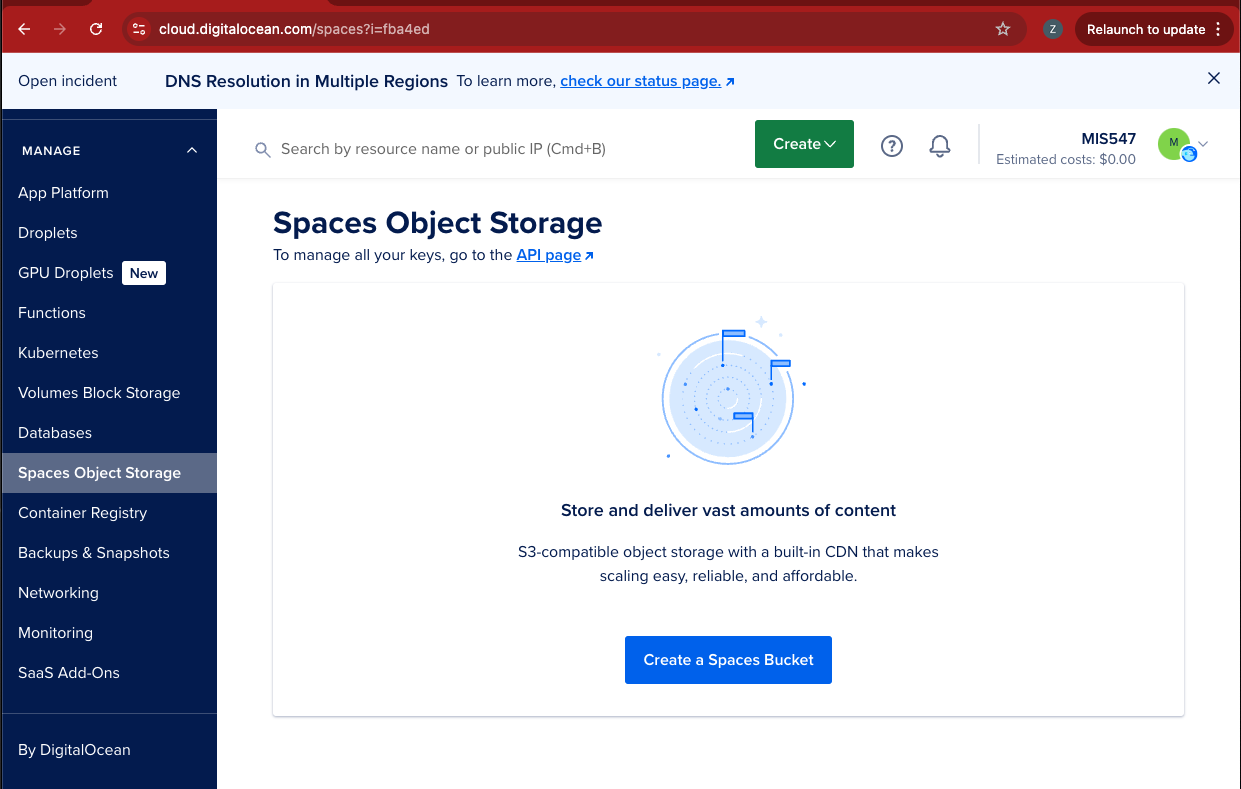 cloud.digitalocean.com/spaces?i=fba4ed
Z
Relaunch to update
Open incident
DNS Resolution in Multiple Regions To learn more, check our status page.
MANAGE
App Platform
Droplets
GPU Droplets New
Functions
Kubernetes
Volumes Block Storage
Databases
Spaces Object Storage
Container Registry
Backups & Snapshots
Networking
Monitoring
SaaS Add-Ons
By DigitalOcean
Search by resource name or public IP (Cmd+B)
Create
?
MIS547
Estimated costs: $0.00
M
Spaces Object Storage
To manage all your keys, go to the API page
Store and deliver vast amounts of content
S3-compatible object storage with a built-in CDN that makes
scaling easy, reliable, and affordable.
Create a Spaces Bucket